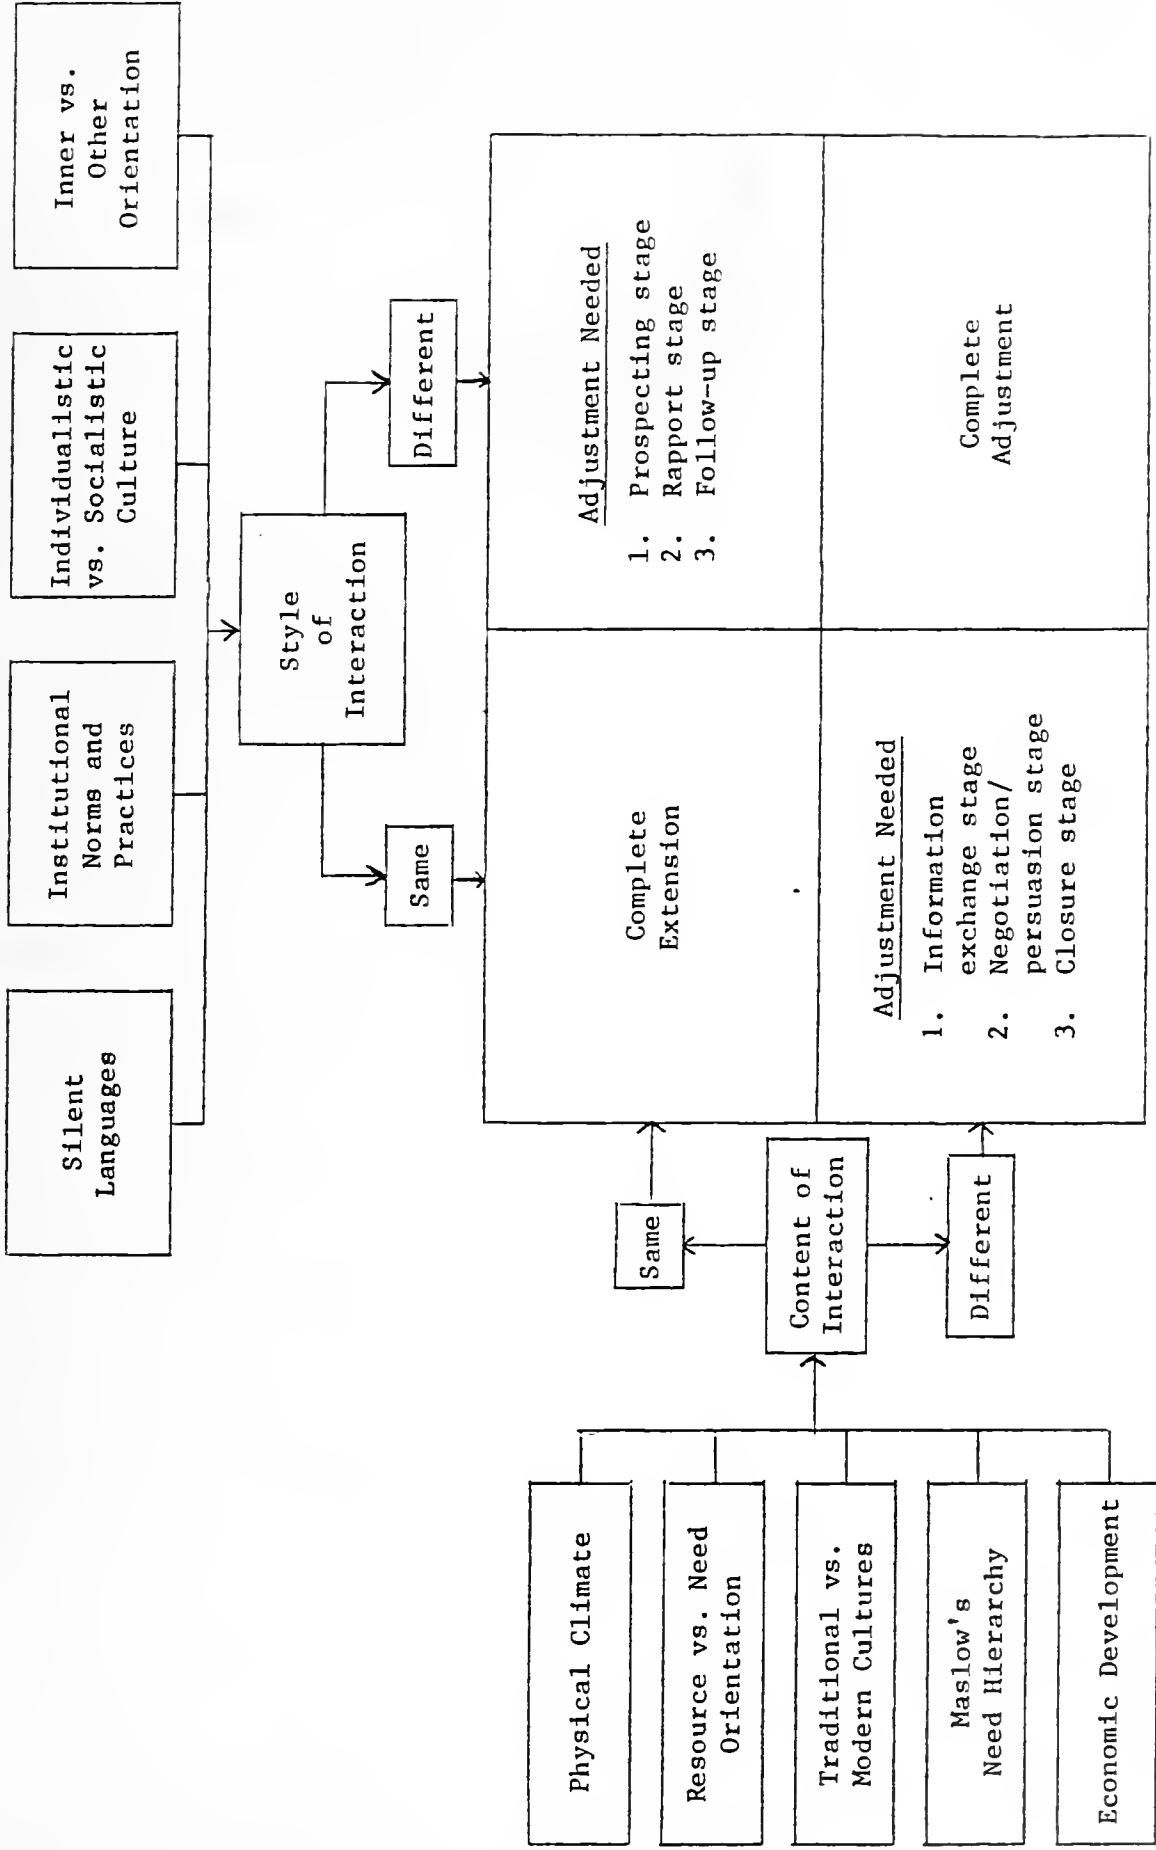 Silent
Languages
Institutional
Norms and
Practices
Individualistic
vs. Socialistic
Culture
Inner vs.
Other
Orientation
Style
of
Interaction
Same
Different
Physical Climate
Resource vs. Need
Orientation
Traditional vs.
Modern Cultures
Maslow's
Need Hierarchy
Economic Development
Content of
Interaction
Same
Different
Complete
Extension
Adjustment Needed
1. Prospecting stage
2. Rapport stage
3. Follow-up stage
Adjustment Needed
1. Information
exchange stage
2. Negotiation/
persuasion stage
3. Closure stage
Complete
Adjustment